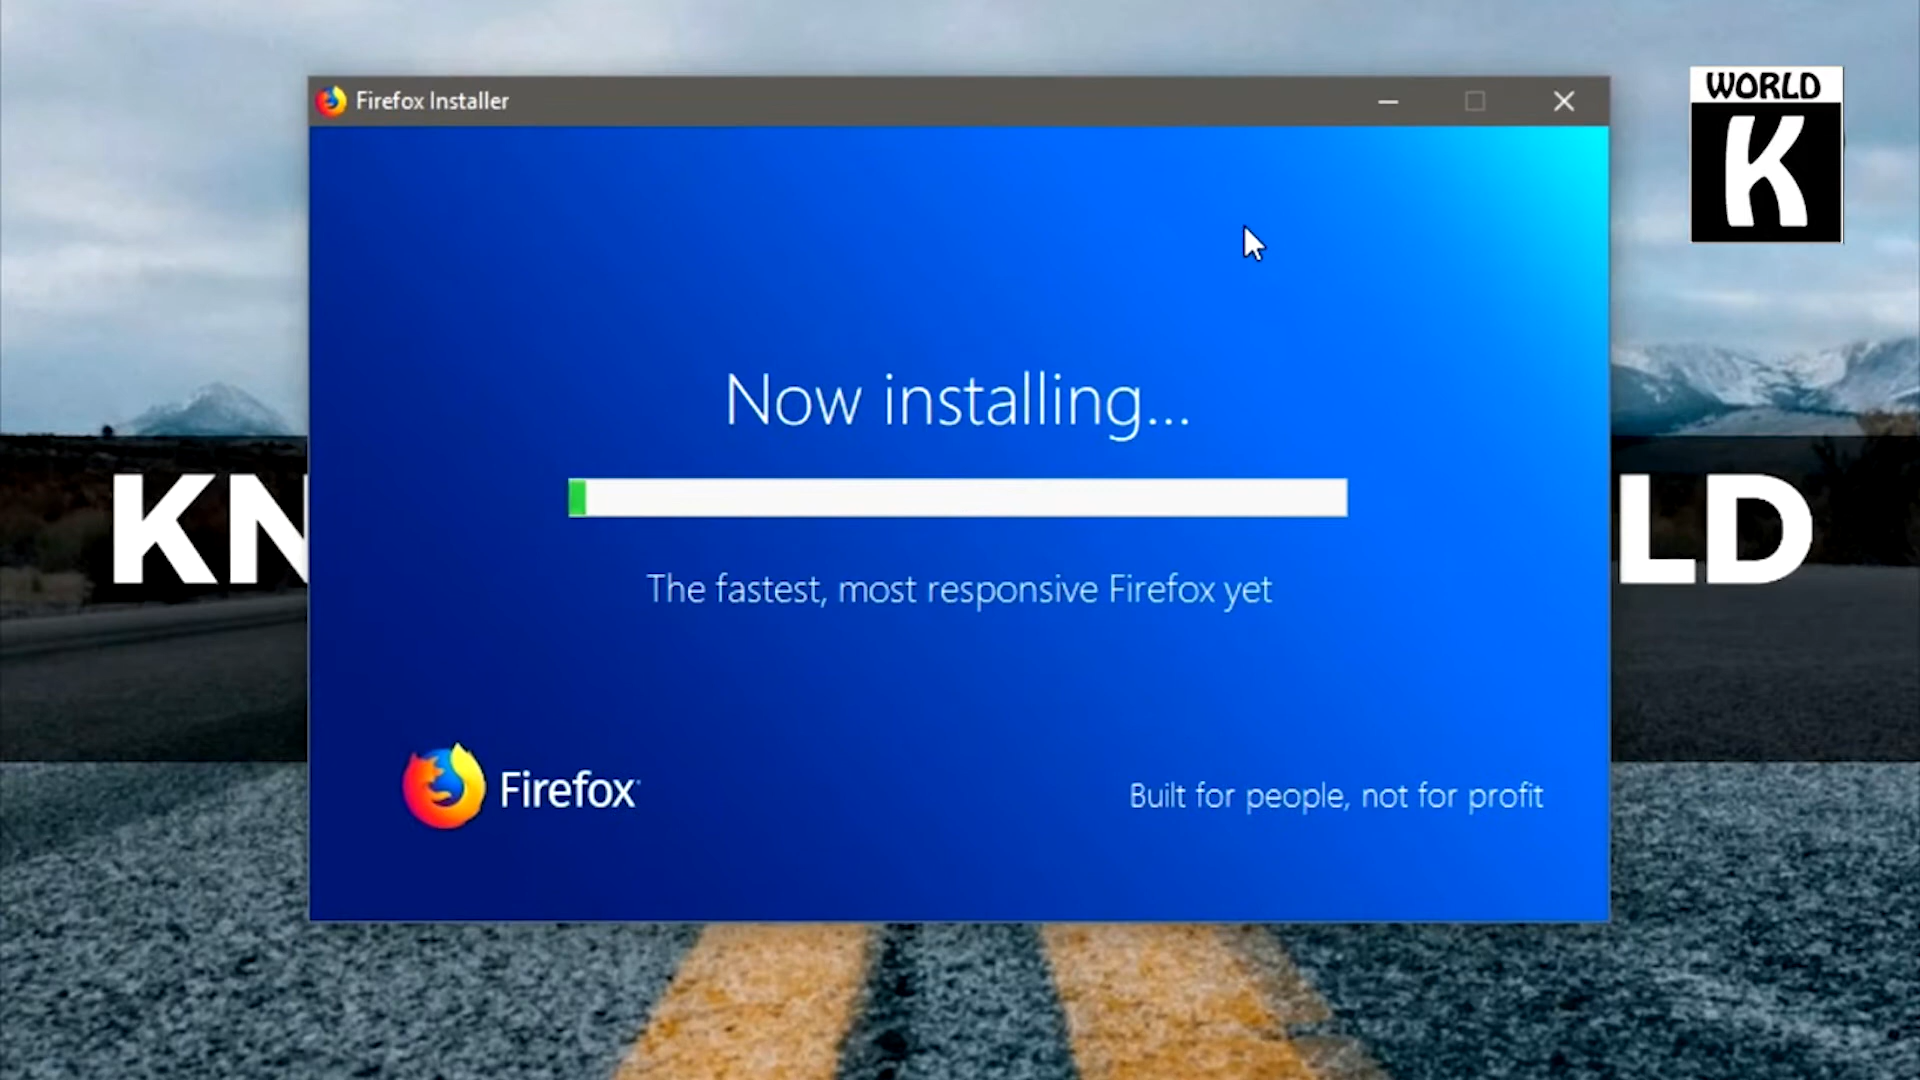 Firefox Installer
WORLD
K
Now installing...
KN
LD
The fastest, most responsive Firefox yet
Firefox
Built for people, not for profit